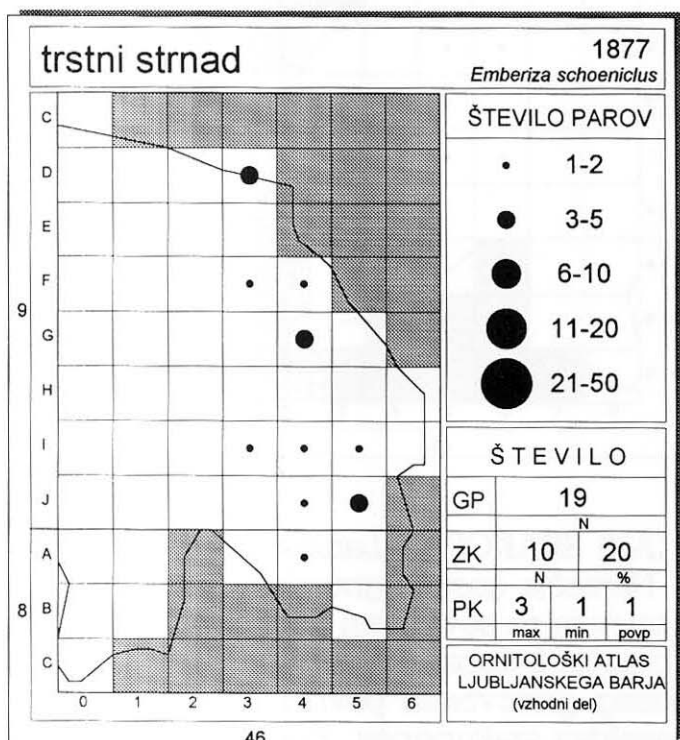 trstni strnad
1877
Emberiza schoeniclus
C
D
E
F
9
G
H
I
J
A
8
B
C
0 1 2 3 4 5 6
46
ŠTEVILO PAROV
1-2
3-5
6-10
11-20
21-50
ŠTEVILO
GP 19
N
ZK 10 20
N %
PK 3 1 1
max min povp
ORNITOLOŠKI ATLAS
LJUBLJANSKEGA BARJA
(vzhodni del)